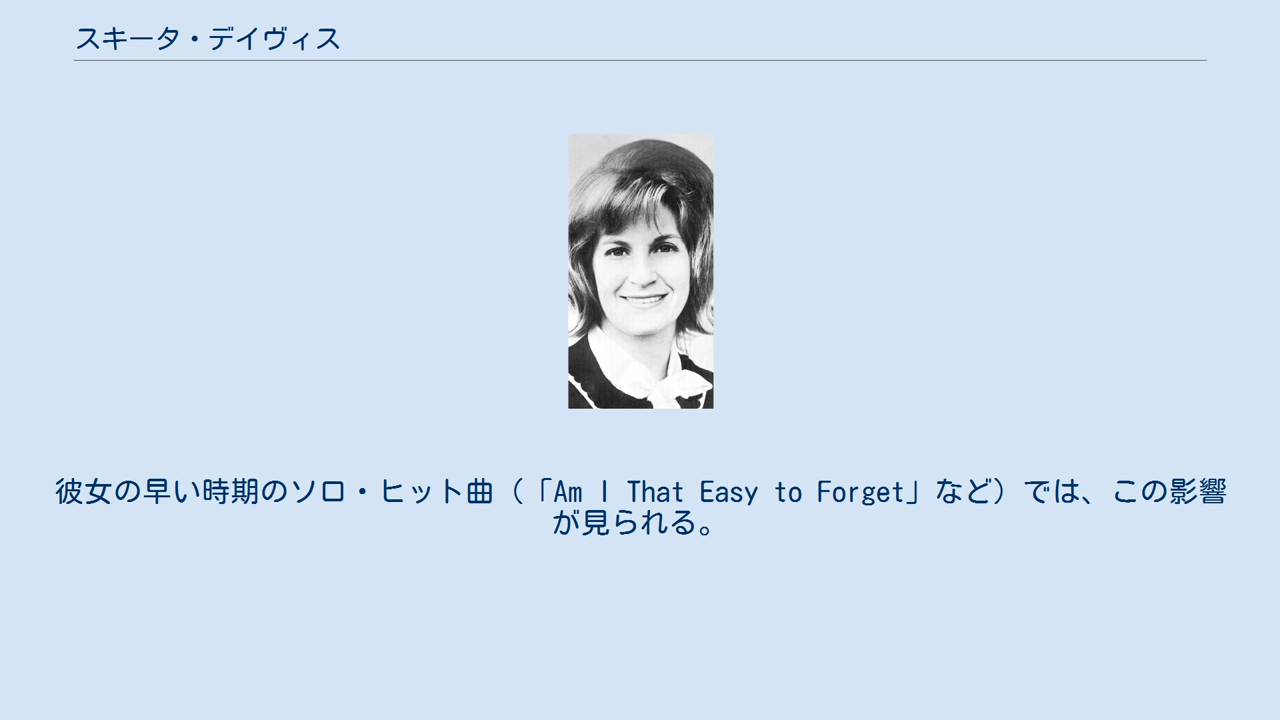 スキータ・デイヴィス
彼女の早い時期のソロ・ヒット曲（「Am I That Easy to Forget」など）では、この影響
が見られる。